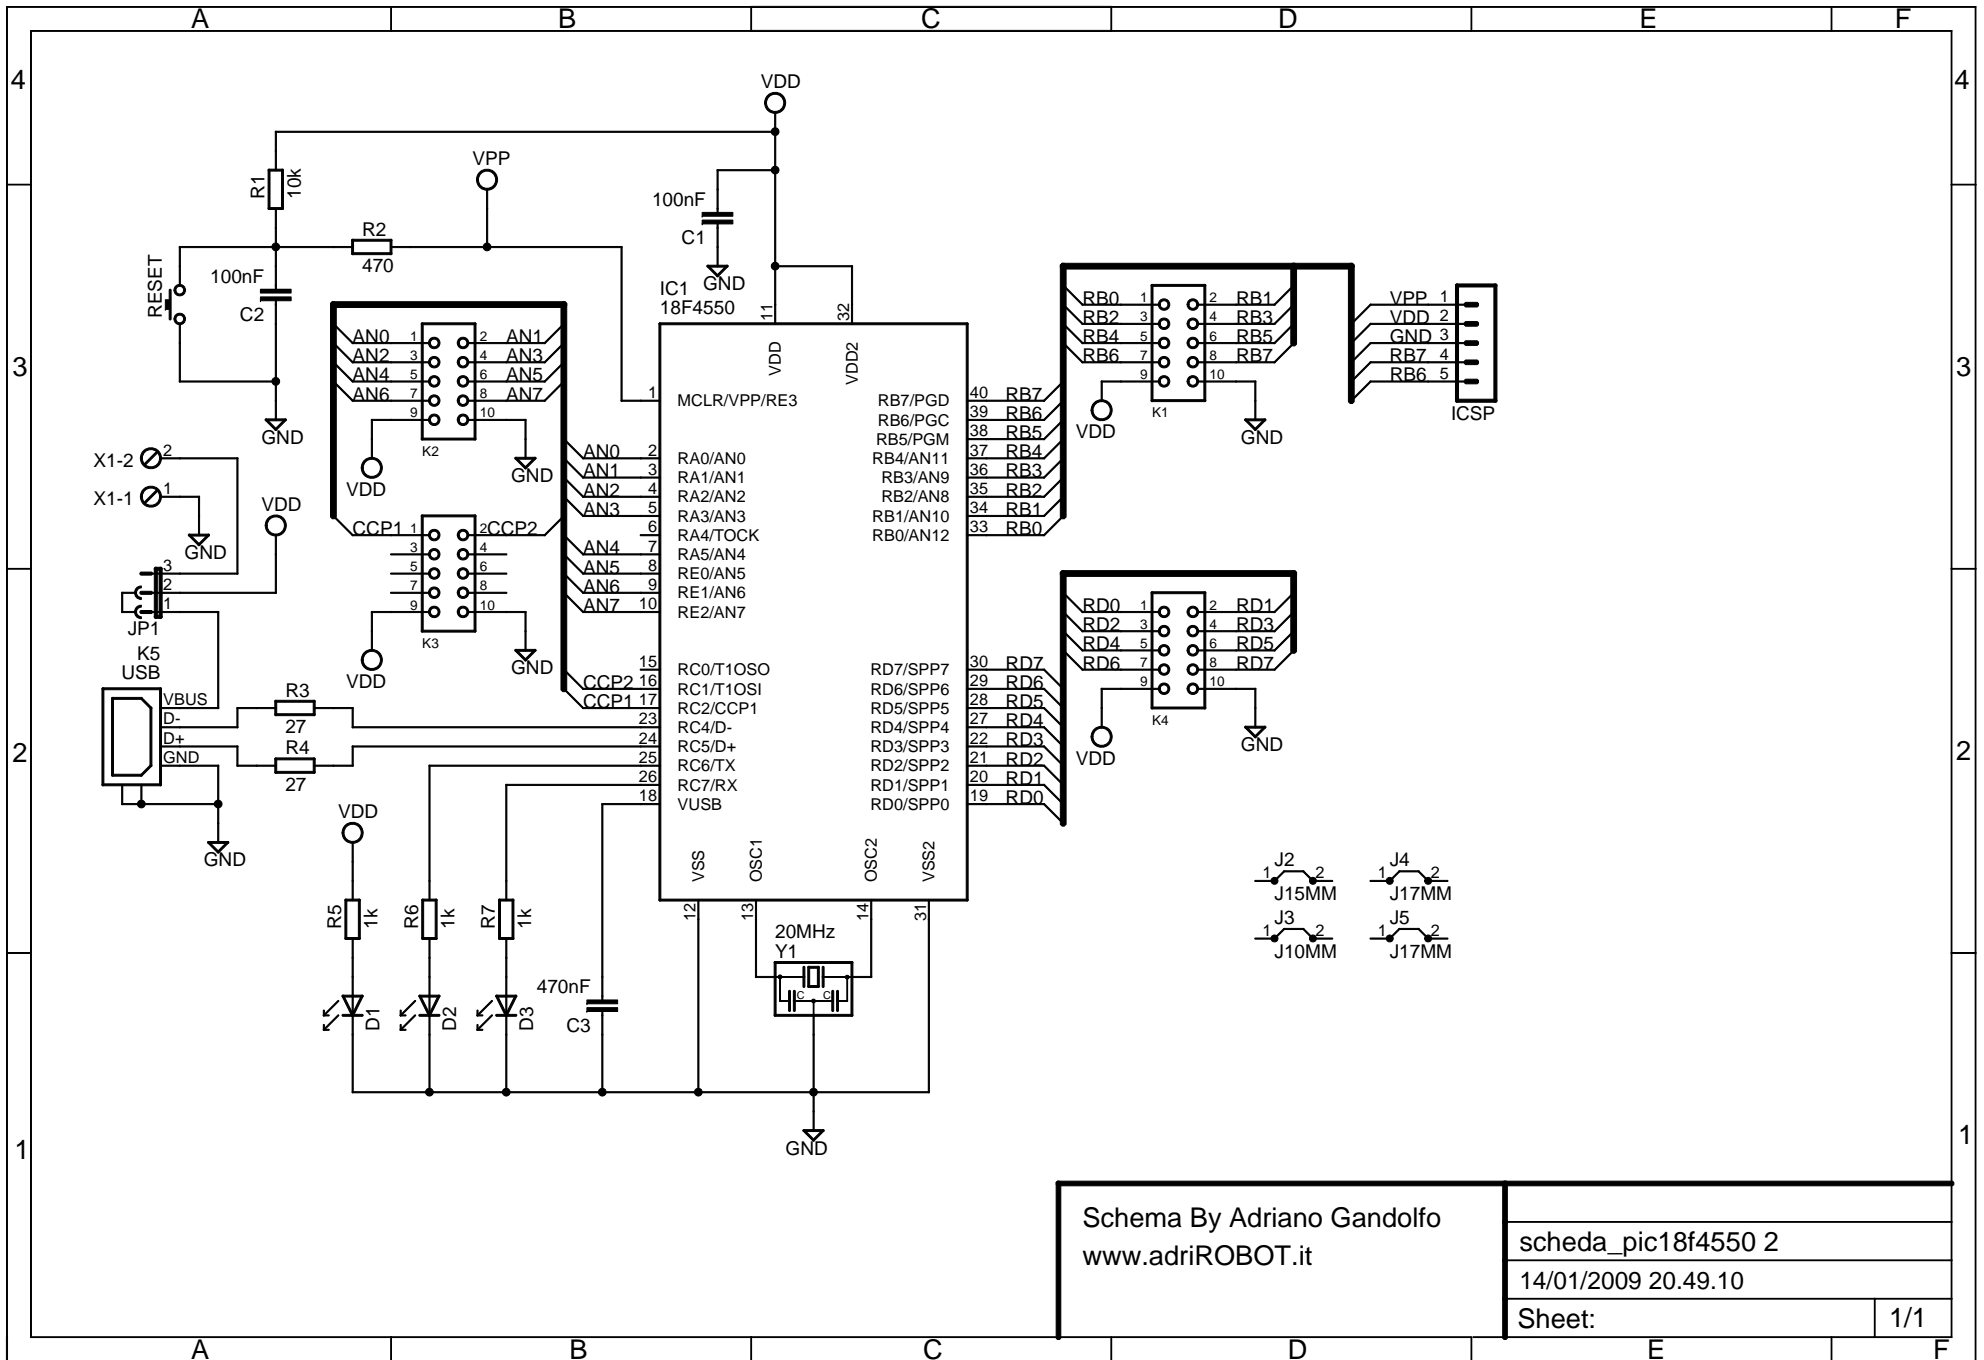 A B C D E F
4 4
3 3
2 2
1 1
A B C D E F
VDD
R1
10k
VPP
R2
470
RESET
100nF
C2
GND
100nF
C1
GND
IC1
18F4550
11 32
VDD VDD2
AN0 1 2 AN1
AN2 3 4 AN3
AN4 5 6 AN5
AN6 7 8 AN7
9 10
K2
VDD
GND
CCP1 1 2 CCP2
3 4
5 6
7 8
9 10
K3
VDD
GND
X1-2 2
X1-1 1
GND
VDD
3
2
1
JP1
K5
USB
VBUS
D-
D+
GND
GND
R3
27
R4
27
1 MCLR/VPP/RE3
AN0 2 RA0/AN0
AN1 3 RA1/AN1
AN2 4 RA2/AN2
AN3 5 RA3/AN3
6 RA4/TOCK
AN4 7 RA5/AN4
AN5 8 RE0/AN5
AN6 9 RE1/AN6
AN7 10 RE2/AN7
15 RC0/T1OSO
CCP2 16 RC1/T1OSI
CCP1 17 RC2/CCP1
23 RC4/D-
24 RC5/D+
25 RC6/TX
26 RC7/RX
18 VUSB
RB7/PGD 40 RB7
RB6/PGC 39 RB6
RB5/PGM 38 RB5
RB4/AN11 37 RB4
RB3/AN9 36 RB3
RB2/AN8 35 RB2
RB1/AN10 34 RB1
RB0/AN12 33 RB0
RD7/SPP7 30 RD7
RD6/SPP6 29 RD6
RD5/SPP5 28 RD5
RD4/SPP4 27 RD4
RD3/SPP3 22 RD3
RD2/SPP2 21 RD2
RD1/SPP1 20 RD1
RD0/SPP0 19 RD0
VSS OSC1 OSC2 VSS2
12 13 14 31
RB0 1 2 RB1
RB2 3 4 RB3
RB4 5 6 RB5
RB6 7 8 RB7
9 10
K1
VDD
GND
VPP 1
VDD 2
GND 3
RB7 4
RB6 5
ICSP
RD0 1 2 RD1
RD2 3 4 RD3
RD4 5 6 RD5
RD6 7 8 RD7
9 10
K4
VDD
GND
VDD
R5
1k
R6
1k
R7
1k
D1
D2
D3
470nF
C3
20MHz
Y1
C C
GND
J2
1 2
J15MM
J4
1 2
J17MM
J3
1 2
J10MM
J5
1 2
J17MM
Schema By Adriano Gandolfo
www.adriROBOT.it
scheda_pic18f4550 2
14/01/2009 20.49.10
Sheet: 1/1